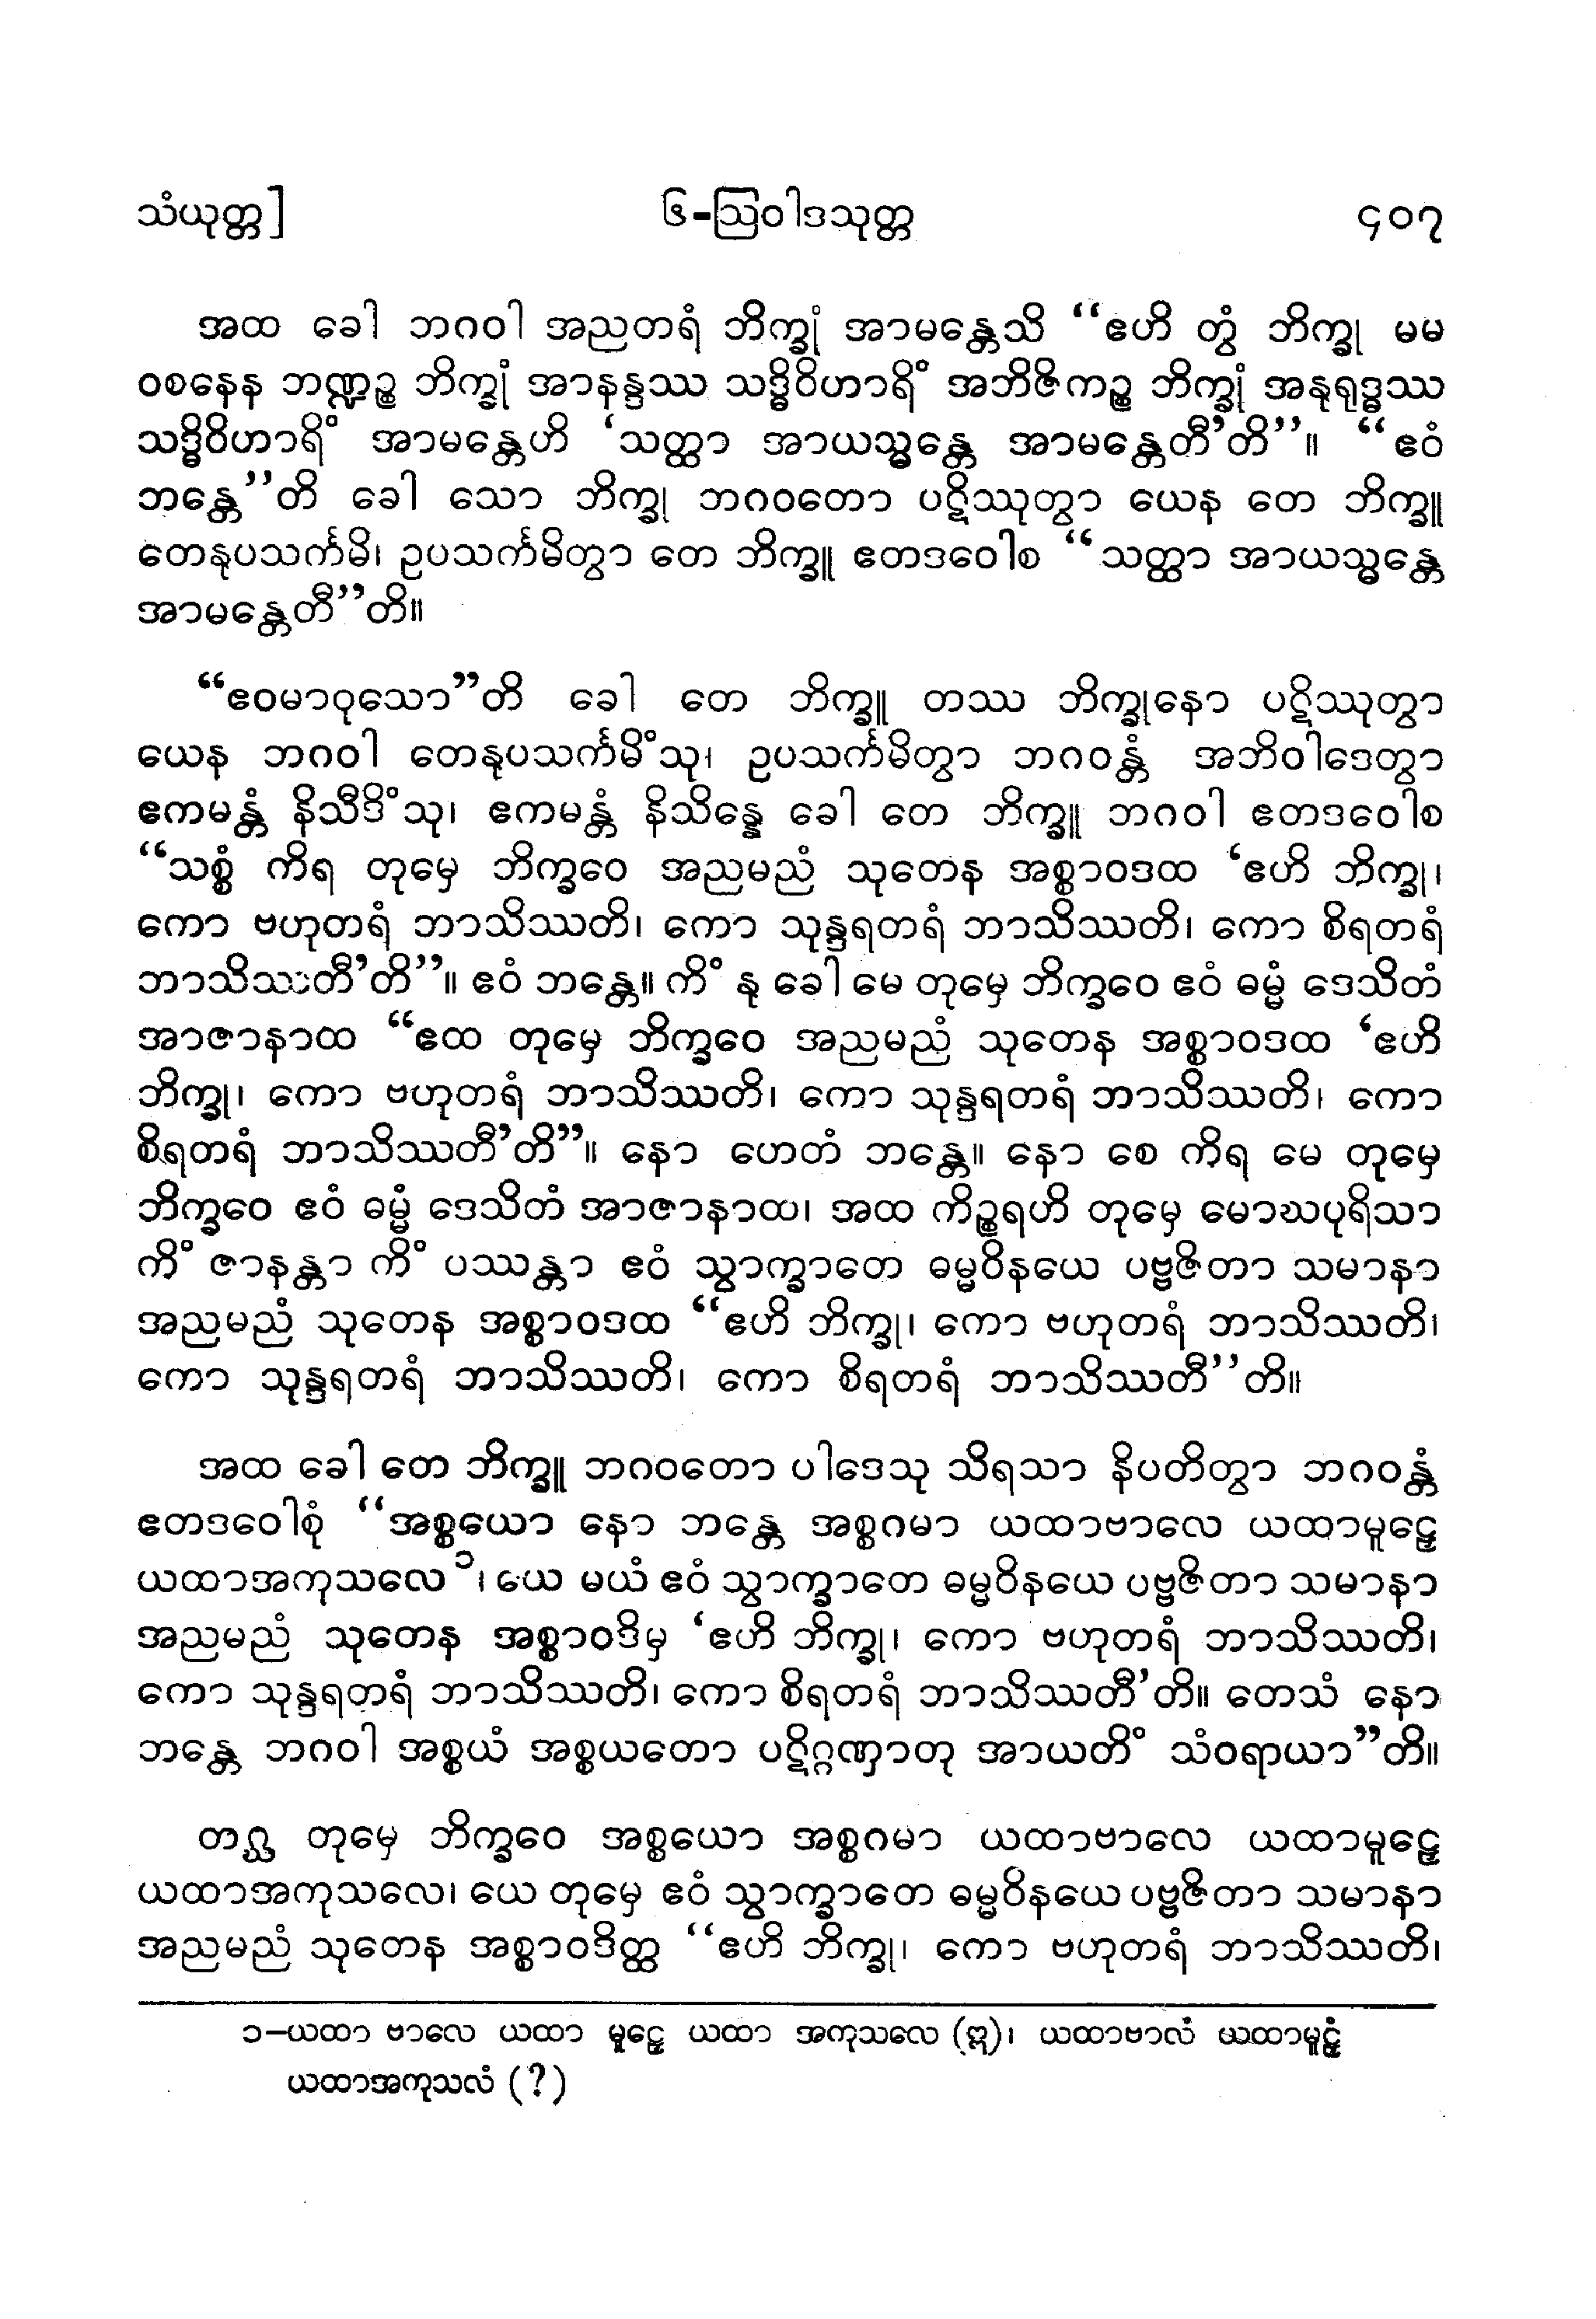 သံယုတ္တ]	၆-ဩဝါဒသုတ္တ	၄၀၇
အထ ခေါ ဘဂဝါ အညတရံ ဘိက္ခုံ အာမန္တေသိ “ဧဟိ တွံ ဘိက္ခု မမ
ဝစနေန ဘဏ္ဍဉ္စ ဘိက္ခုံ အာနန္ဒဿ သဒ္ဓိဝိဟာရိံ အဘိဇိကဉ္စ ဘိက္ခုံ အနုရုဒ္ဓဿ
သဒ္ဓိဝိဟာရိံ အာမန္တေဟိ ‘သတ္ထာ အာယသ္မန္တေ အာမန္တေတီ’တိ”။ “ဧဝံ
ဘန္တေ”တိ ခေါ သော ဘိက္ခု ဘဂဝတော ပဋိဿုတွာ ယေန တေ ဘိက္ခူ
တေနုပသင်္ကမိ၊ ဥပသင်္ကမိတွာ တေ ဘိက္ခူ ဧတဒဝေါစ “သတ္ထာ အာယသ္မန္တေ
အာမန္တေတီ”တိ။
“ဧဝမာဝုသော”တိ ခေါ တေ ဘိက္ခူ တဿ ဘိက္ခုနော ပဋိဿုတွာ
ယေန ဘဂဝါ တေနုပသင်္ကမိံသု၊ ဥပသင်္ကမိတွာ ဘဂဝန္တံ အဘိဝါဒေတွာ
ဧကမန္တံ နိသီဒိံသု၊ ဧကမန္တံ နိသိန္နေ ခေါ တေ ဘိက္ခူ ဘဂဝါ ဧတဒဝေါစ
“သစ္စံ ကိရ တုမှေ ဘိက္ခဝေ အညမညံ သုတေန အစ္စာဝဒထ ‘ဧဟိ ဘိက္ခု၊
ကော ဗဟုတရံ ဘာသိဿတိ၊ ကော သုန္ဒရတရံ ဘာသိဿတိ၊ ကော စိရတရံ
ဘာသိဿတီ’တိ”။ ဧဝံ ဘန္တေ။ ကိံ နု ခေါ မေ တုမှေ ဘိက္ခဝေ ဧဝံ ဓမ္မံ ဒေသိတံ
အာဇာနာထ “ဧထ တုမှေ ဘိက္ခဝေ အညမညံ သုတေန အစ္စာဝဒထ ‘ဧဟိ
ဘိက္ခု၊ ကော ဗဟုတရံ ဘာသိဿတိ၊ ကော သုန္ဒရတရံ ဘာသိဿတိ၊ ကော
စိရတရံ ဘာသိဿတီ’တိ”။ နော ဟေတံ ဘန္တေ။ နော စေ ကိရ မေ တုမှေ
ဘိက္ခဝေ ဧဝံ ဓမ္မံ ဒေသိတံ အာဇာနာထ၊ အထ ကိဉ္စရဟိ တုမှေ မောဃပုရိသာ
ကိံ ဇာနန္တာ ကိံ ပဿန္တာ ဧဝံ သွာက္ခာတေ ဓမ္မဝိနယေ ပဗ္ဗဇိတာ သမာနာ
အညမညံ သုတေန အစ္စာဝဒထ “ဧဟိ ဘိက္ခု၊ ကော ဗဟုတရံ ဘာသိဿတိ၊
ကော သုန္ဒရတရံ ဘာသိဿတိ၊ ကော စိရတရံ ဘာသိဿတီ”တိ။
အထ ခေါ တေ ဘိက္ခူ ဘဂဝတော ပါဒေသု သိရသာ နိပတိတွာ ဘဂဝန္တံ
ဧတဒဝေါစုံ “အစ္စယော နော ဘန္တေ အစ္စဂမာ ယထာဗာလေ ယထာမူဠှေ
ယထာအကုသလေ၁၊ ယေ မယံ ဧဝံ သွာက္ခာတေ ဓမ္မဝိနယေ ပဗ္ဗဇိတာ သမာနာ
အညမညံ သုတေန အစ္စာဝဒိမှ ‘ဧဟိ ဘိက္ခု၊ ကော ဗဟုတရံ ဘာသိဿတိ၊
ကော သုန္ဒရတရံ ဘာသိဿတိ၊ ကော စိရတရံ ဘာသိဿတီ’တိ။ တေသံ နော
ဘန္တေ ဘဂဝါ အစ္စယံ အစ္စယတော ပဋိဂ္ဂဏှာတု အာယတိံ သံဝရာယာ”တိ။
တဂ္ဃ တုမှေ ဘိက္ခဝေ အစ္စယော အစ္စဂမာ ယထာဗာလေ ယထာမူဠှေ
ယထာအကုသလေ၊ ယေ တုမှေ ဧဝံ သွာက္ခာတေ ဓမ္မဝိနယေ ပဗ္ဗဇိတာ သမာနာ
အညမညံ သုတေန အစ္စာဝဒိတ္ထ “ဧဟိ ဘိက္ခု၊ ကော ဗဟုတရံ ဘာသိဿတိ၊
၁-ယထာ ဗာလေ ယထာ မူဠှေ ယထာ အကုသလေ (ဣ)၊ ယထာဗာလံ ယထာမူဠှံ
ယထာအကုသလံ (?)